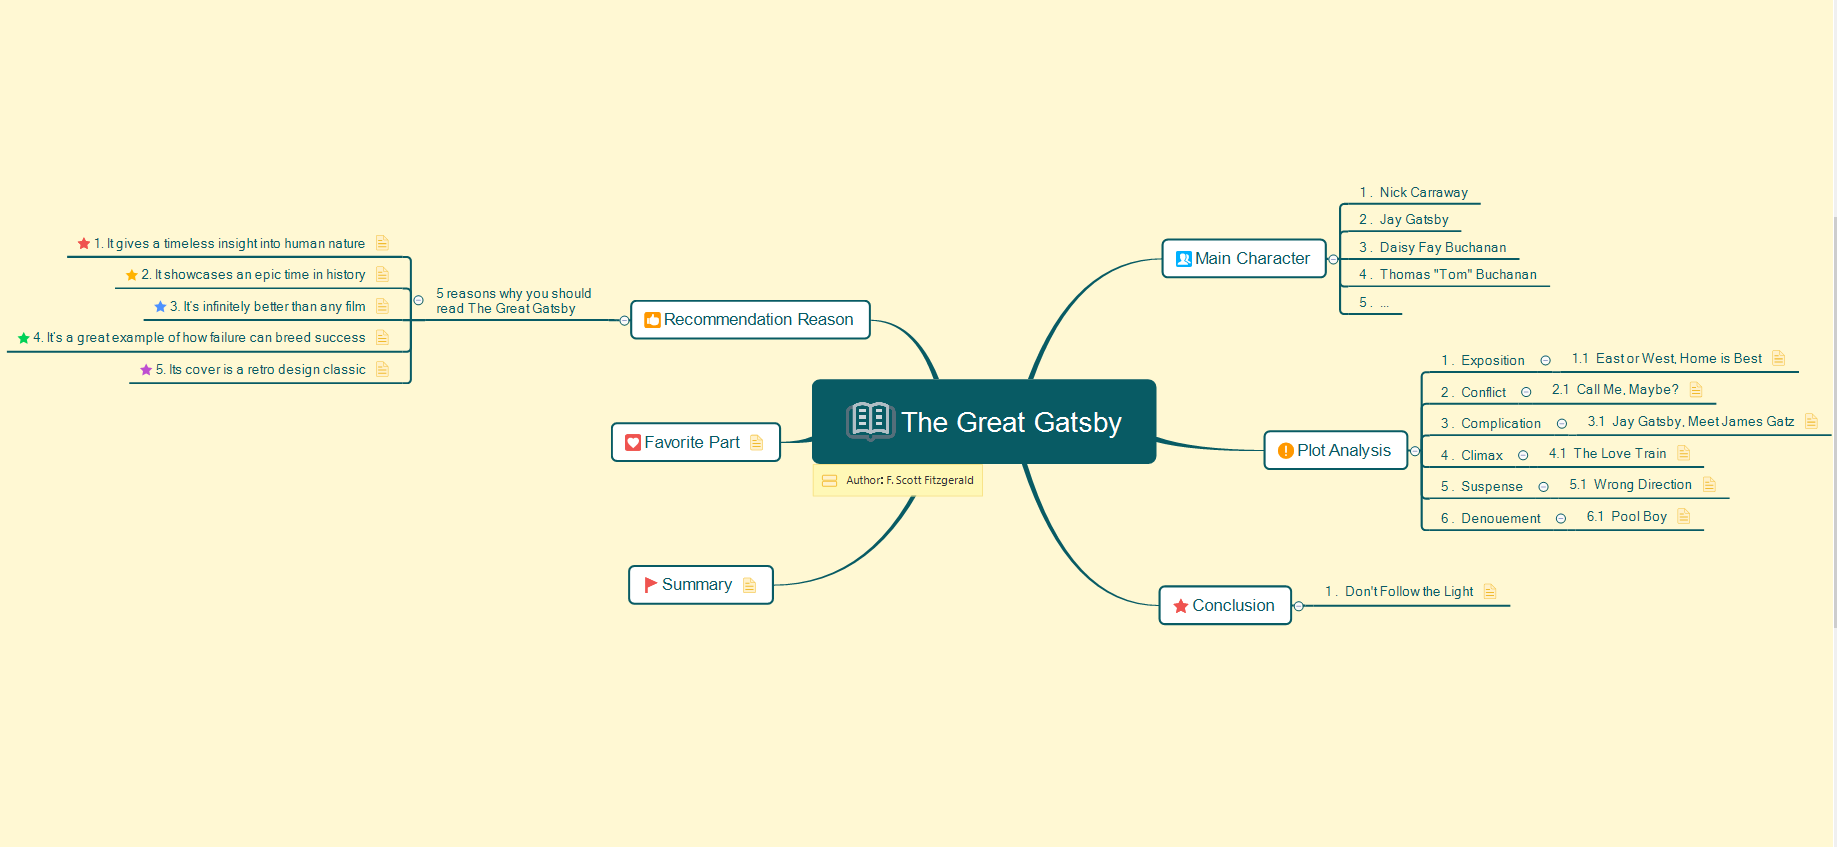 The Great Gatsby
Author: F. Scott Fitzgerald
Main Character
1 . Nick Carraway
2 . Jay Gatsby
3 . Daisy Fay Buchanan
4 . Thomas "Tom" Buchanan
5 . ...
Plot Analysis
1 . Exposition
1.1 East or West, Home is Best
2 . Conflict
2.1 Call Me, Maybe?
3 . Complication
3.1 Jay Gatsby, Meet James Gatz
4 . Climax
4.1 The Love Train
5 . Suspense
5.1 Wrong Direction
6 . Denouement
6.1 Pool Boy
Conclusion
1 . Don't Follow the Light
Recommendation Reason
5 reasons why you should
read The Great Gatsby
1. It gives a timeless insight into human nature
2. It showcases an epic time in history
3. It's infinitely better than any film
4. It's a great example of how failure can breed success
5. Its cover is a retro design classic
Favorite Part
Summary